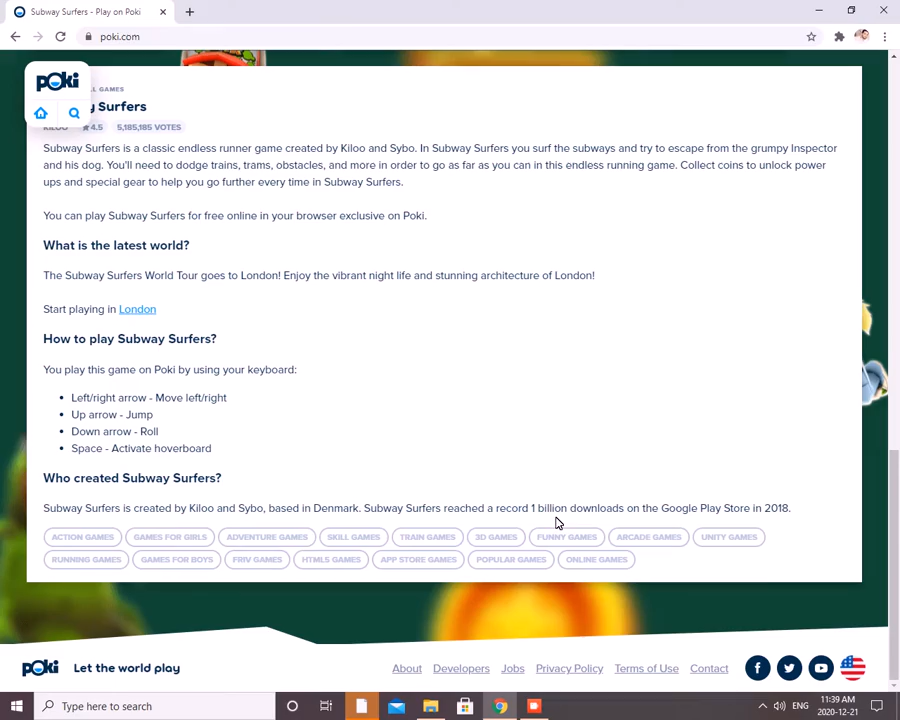 Subway Surfers - Play on Poki
poki.com
poki
L GAMES
y Surfers
KILOO ★4.5 5,185,185 VOTES
Subway Surfers is a classic endless runner game created by Kiloo and Sybo. In Subway Surfers you surf the subways and try to escape from the grumpy Inspector
and his dog. You'll need to dodge trains, trams, obstacles, and more in order to go as far as you can in this endless running game. Collect coins to unlock power
ups and special gear to help you go further every time in Subway Surfers.
You can play Subway Surfers for free online in your browser exclusive on Poki.
What is the latest world?
The Subway Surfers World Tour goes to London! Enjoy the vibrant night life and stunning architecture of London!
Start playing in London
How to play Subway Surfers?
You play this game on Poki by using your keyboard:
• Left/right arrow - Move left/right
• Up arrow - Jump
• Down arrow - Roll
• Space - Activate hoverboard
Who created Subway Surfers?
Subway Surfers is created by Kiloo and Sybo, based in Denmark. Subway Surfers reached a record 1 billion downloads on the Google Play Store in 2018.
ACTION GAMES GAMES FOR GIRLS ADVENTURE GAMES SKILL GAMES TRAIN GAMES 3D GAMES FUNNY GAMES ARCADE GAMES UNITY GAMES
RUNNING GAMES GAMES FOR BOYS FRIV GAMES HTML5 GAMES APP STORE GAMES POPULAR GAMES ONLINE GAMES
poki Let the world play About Developers Jobs Privacy Policy Terms of Use Contact
Type here to search
ENG 11:39 AM
2020-12-21